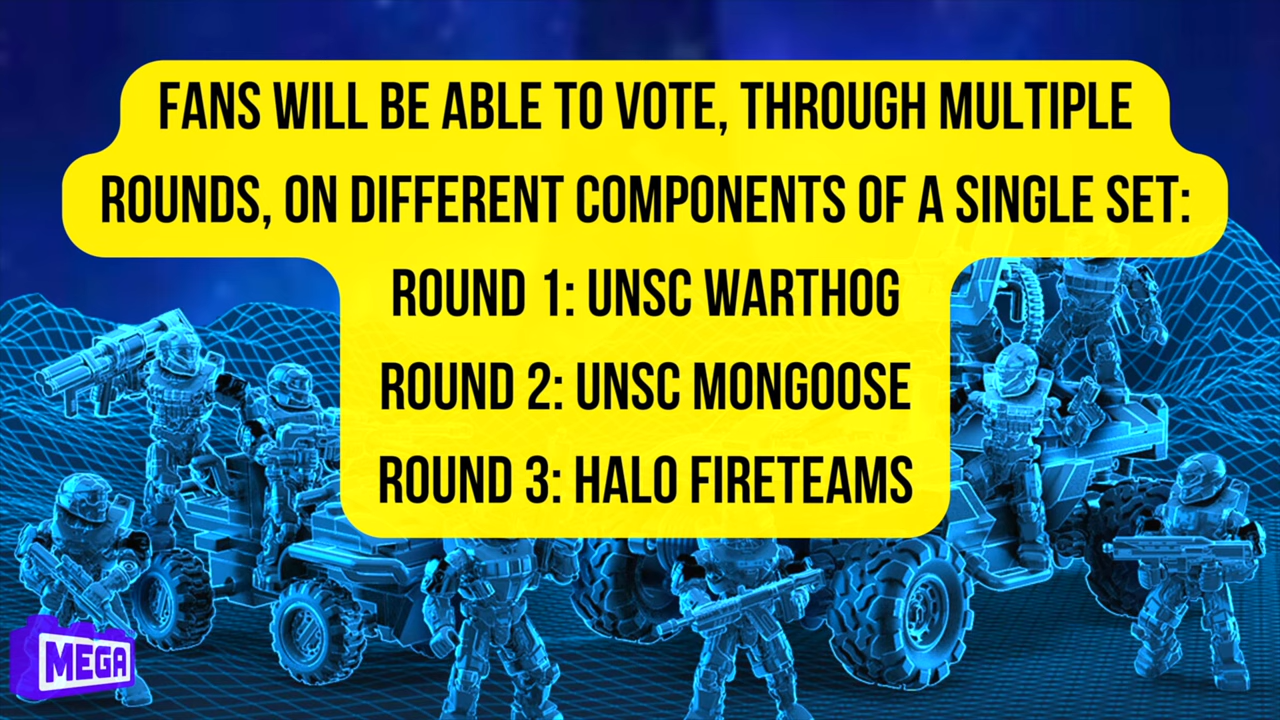 FANS WILL BE ABLE TO VOTE, THROUGH MULTIPLE
ROUNDS, ON DIFFERENT COMPONENTS OF A SINGLE SET:
ROUND 1: UNSC WARTHOG
ROUND 2: UNSC MONGOOSE
ROUND 3: HALO FIRETEAMS
MEGA